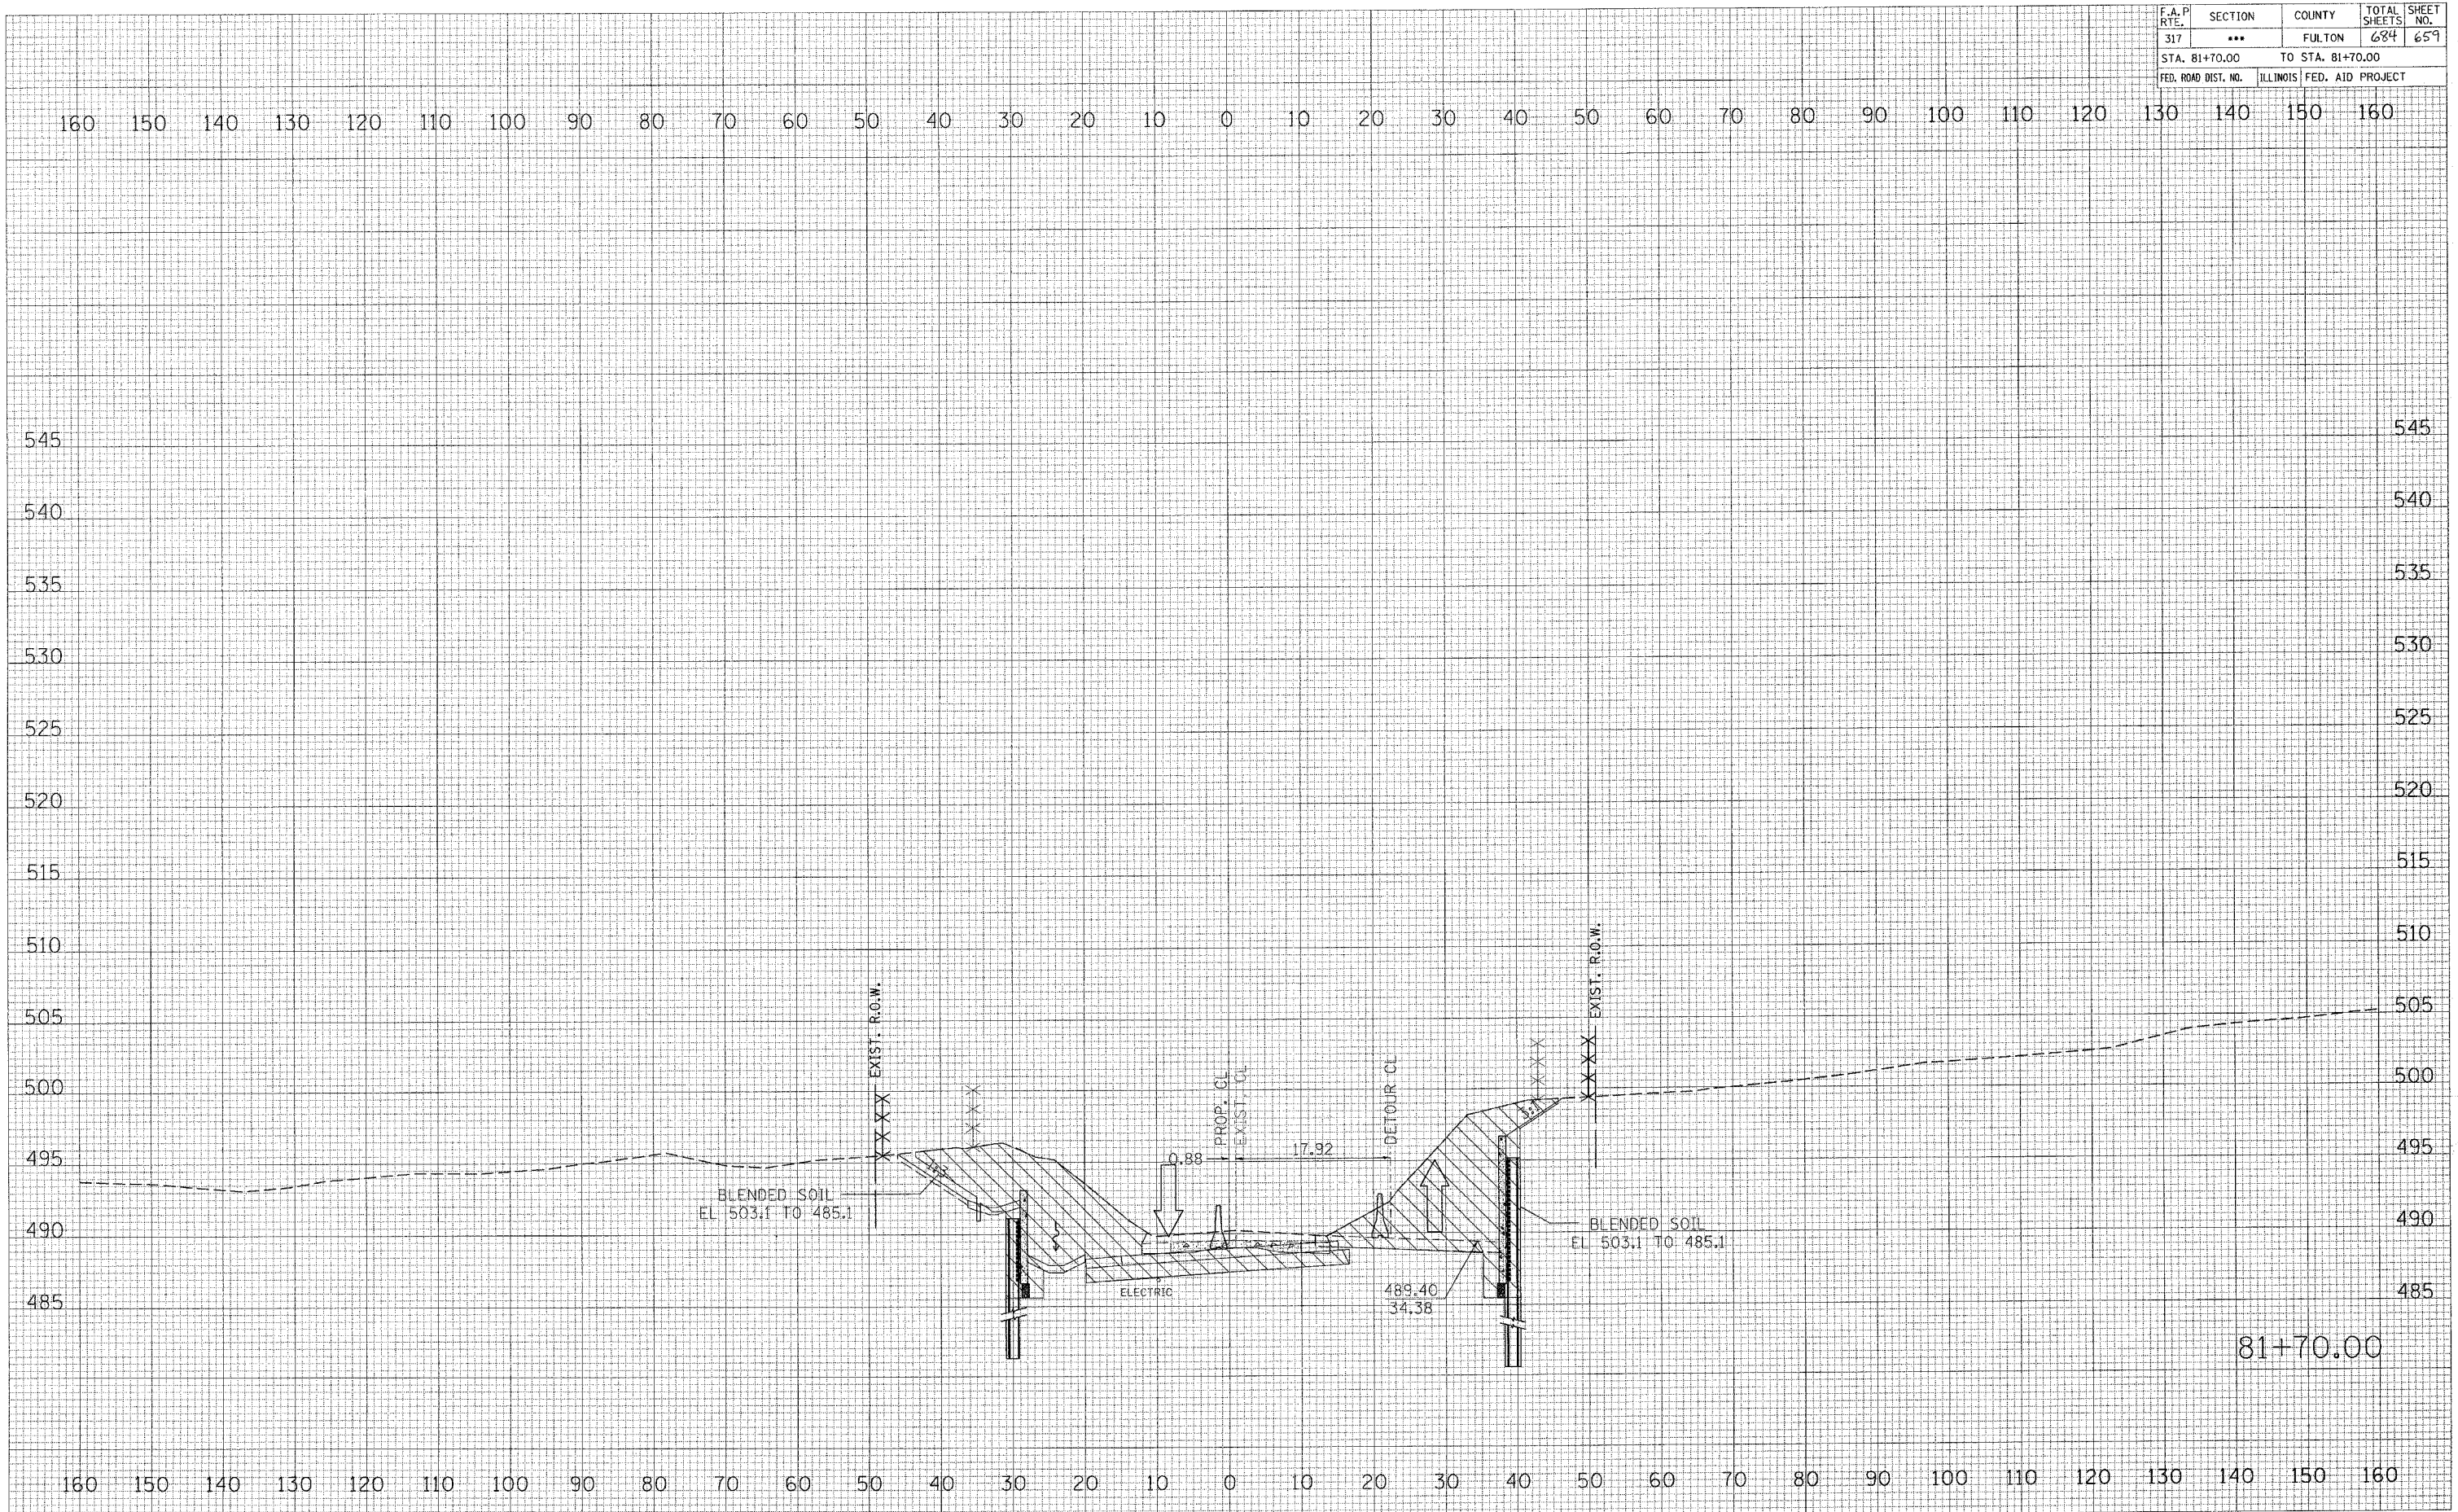 F.A.P RTE. SECTION COUNTY TOTAL SHEETS SHEET NO.
317 *** FULTON 684 659
STA. 81+70.00 TO STA. 81+70.00
FED. ROAD DIST. NO. ILLINOIS FED. AID PROJECT
160 150 140 130 120 110 100 90 80 70 60 50 40 30 20 10 0 10 20 30 40 50 60 70 80 90 100 110 120 130 140 150 160
545 545
540 540
535 535
530 530
525 525
520 520
515 515
510 510
505 505
500 500
495 495
490 490
485 485
EXIST. R.O.W.
EXIST. R.O.W.
PROP. CL
EXIST. CL
DETOUR CL
0.88
17.92
3:1
BLENDED SOIL
EL 503.1 TO 485.1
BLENDED SOIL
EL 503.1 TO 485.1
ELECTRIC
489.40
34.38
81+70.00
160 150 140 130 120 110 100 90 80 70 60 50 40 30 20 10 0 10 20 30 40 50 60 70 80 90 100 110 120 130 140 150 160